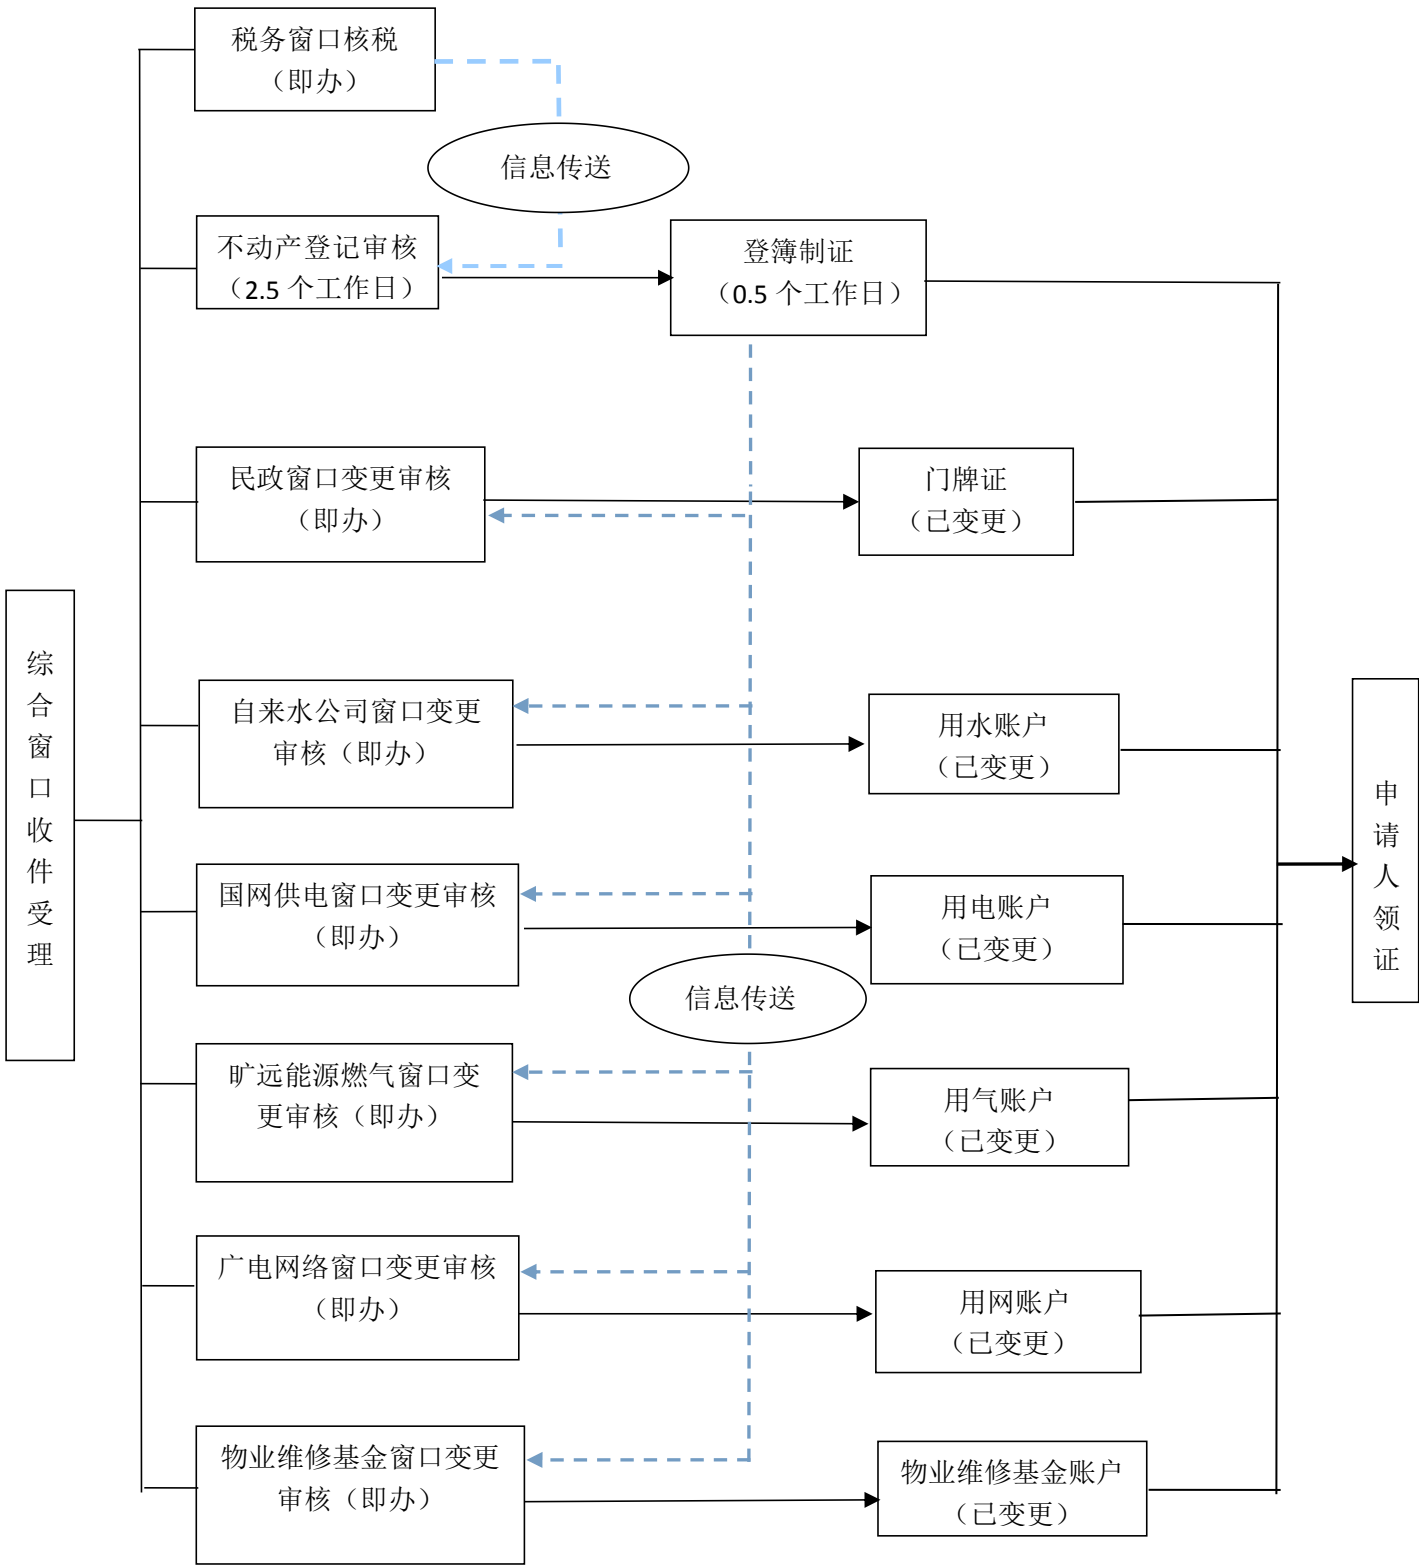 税务窗口核税
（即办）
信息传送
不动产登记审核
（2.5 个工作日）
登簿制证
（0.5 个工作日）
民政窗口变更审核
（即办）
门牌证
（已变更）
综合窗口收件受理
自来水公司窗口变更
审核（即办）
用水账户
（已变更）
申请人领证
国网供电窗口变更审核
（即办）
用电账户
（已变更）
信息传送
旷远能源燃气窗口变
更审核（即办）
用气账户
（已变更）
广电网络窗口变更审核
（即办）
用网账户
（已变更）
物业维修基金窗口变更
审核（即办）
物业维修基金账户
（已变更）